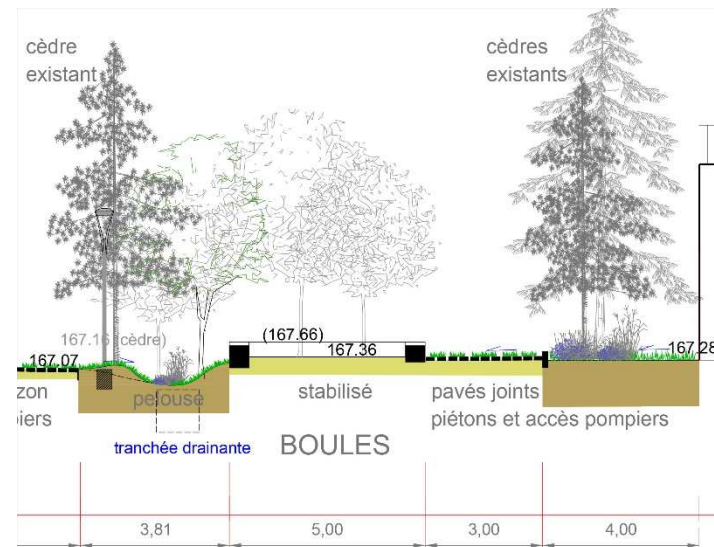 cèdre
existant
cèdres
existants
167.16 (cèdre)
(167.66)
167.36
167.07
167.28
zon
piers
pelouse
stabilisé
pavés joints
piétons et accès pompiers
tranchée drainante
BOULES
3,81
5,00
3,00
4,00